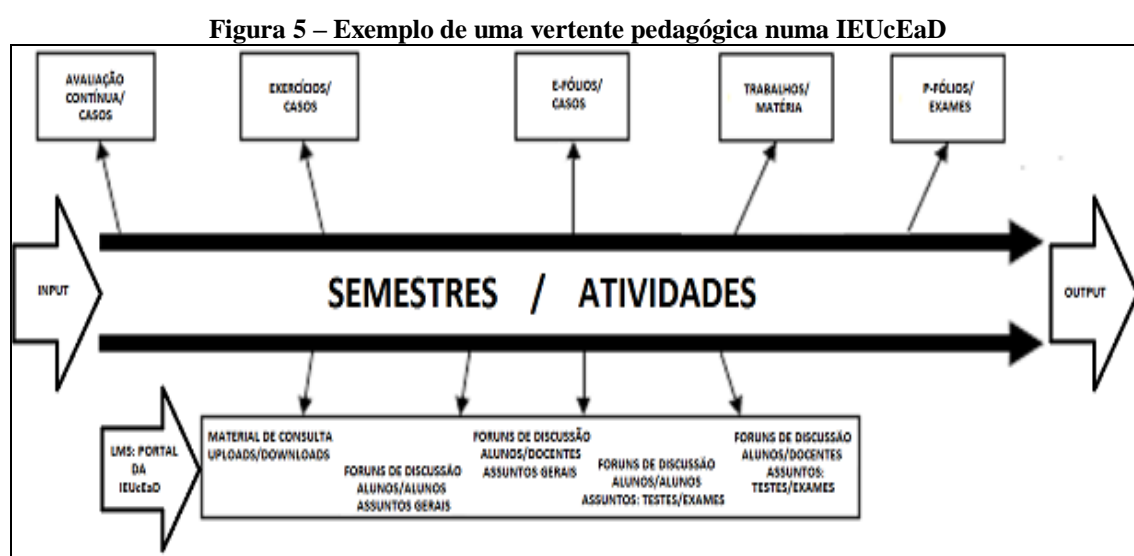 Figura 5 – Exemplo de uma vertente pedagógica numa IEUcEaD
AVALIAÇÃO
CONTÍNUA/
CASOS
EXERCÍCIOS/
CASOS
E-FÓLIOS/
CASOS
TRABALHOS/
MATÉRIA
P-FÓLIOS/
EXAMES
INPUT
SEMESTRES / ATIVIDADES
OUTPUT
LMS: PORTAL
DA
IEUcEaD
MATERIAL DE CONSULTA
UPLOADS/DOWNLOADS
FORUNS DE DISCUSSÃO
ALUNOS/ALUNOS
ASSUNTOS GERAIS
FORUNS DE DISCUSSÃO
ALUNOS/DOCENTES
ASSUNTOS GERAIS
FORUNS DE DISCUSSÃO
ALUNOS/ALUNOS
ASSUNTOS: TESTES/EXAMES
FORUNS DE DISCUSSÃO
ALUNOS/DOCENTES
ASSUNTOS:
TESTES/EXAMES